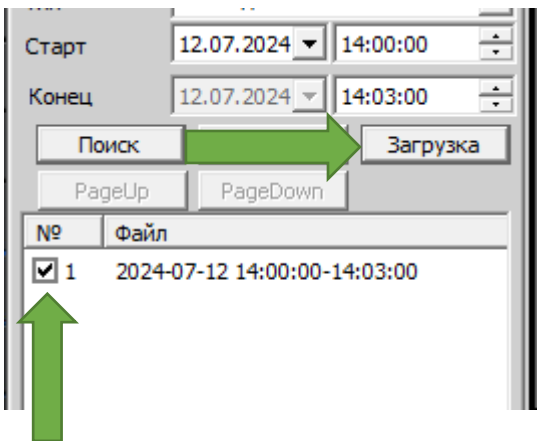 Старт 12.07.2024 14:00:00
Конец 12.07.2024 14:03:00
Поиск Загрузка
PageUp PageDown
№ Файл
1 2024-07-12 14:00:00-14:03:00